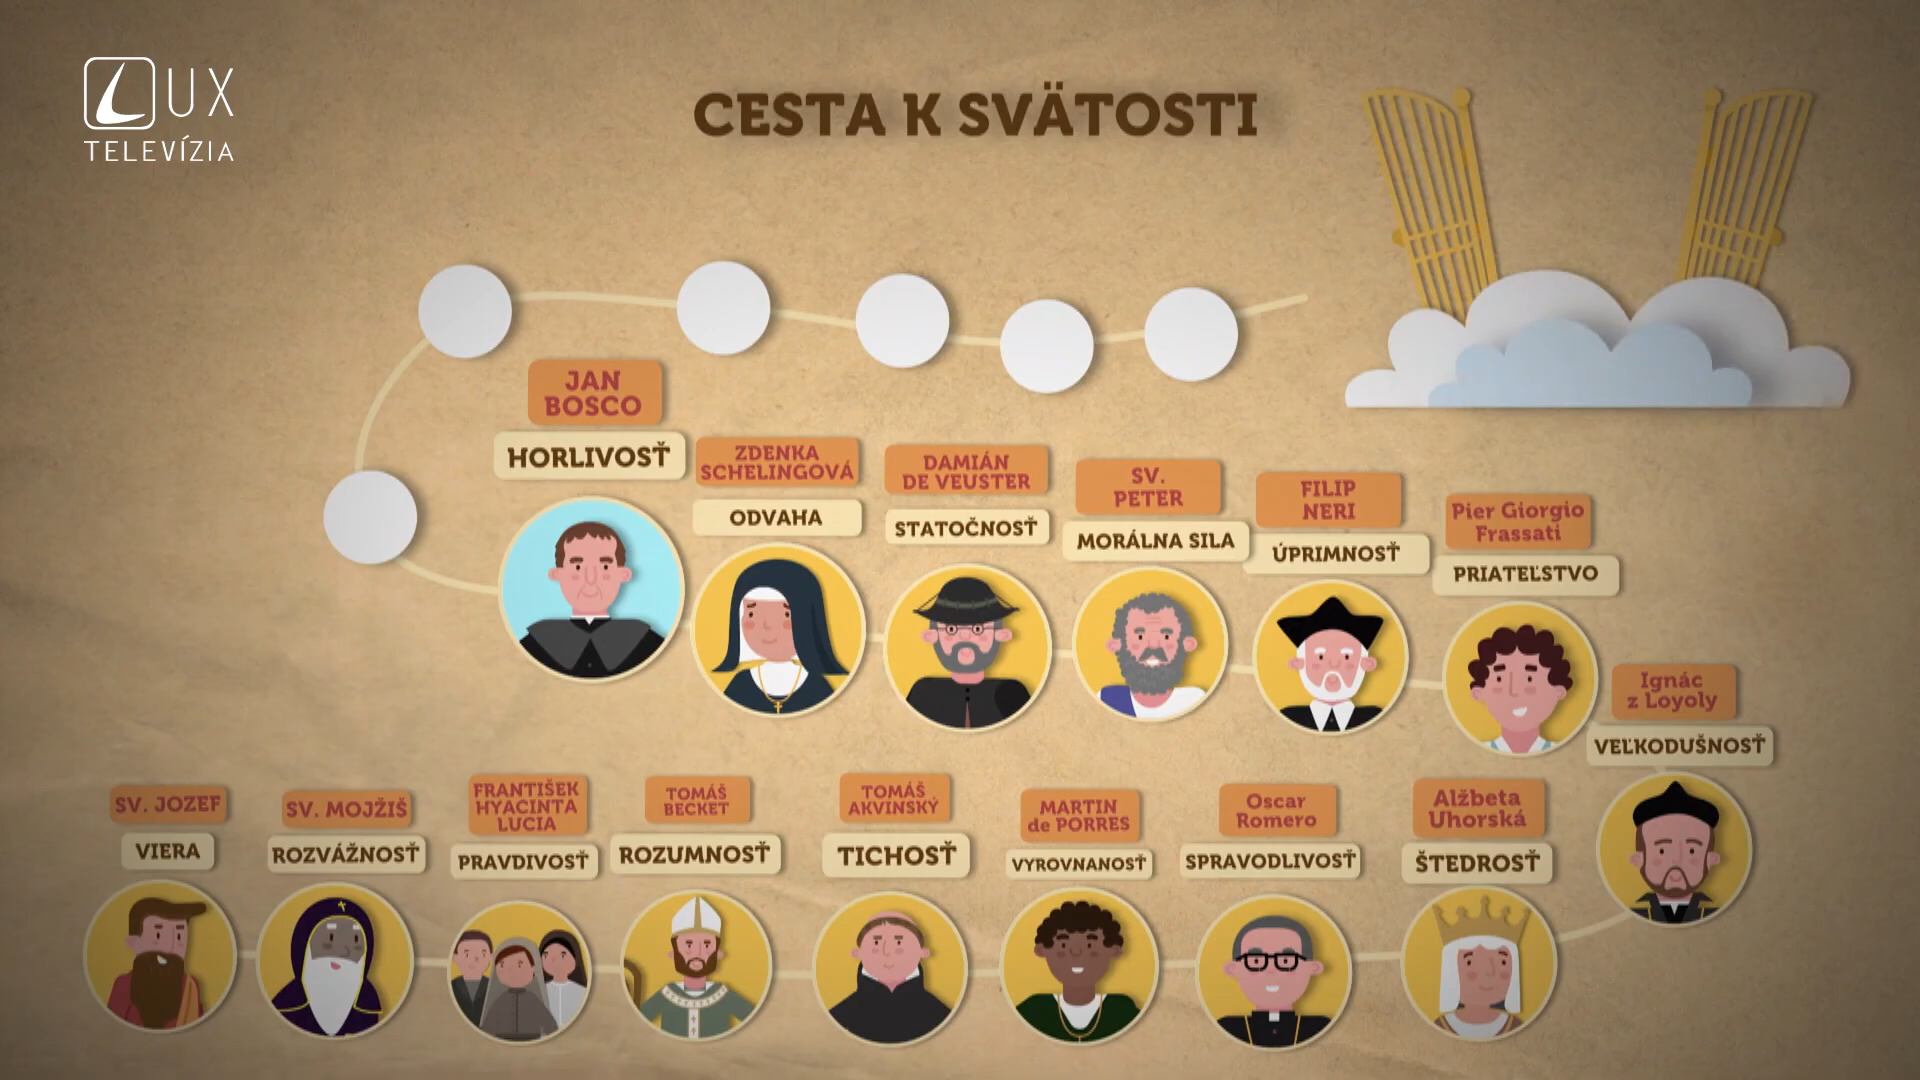 LUX
TELEVÍZIA
CESTA K SVÄTOSTI
JAN
BOSCO
HORLIVOSŤ
ZDENKA
SCHELINGOVÁ
ODVAHA
DAMIÁN
DE VEUSTER
STATOČNOSŤ
SV.
PETER
MORÁLNA SILA
FILIP
NERI
ÚPRIMNOSŤ
Pier Giorgio
Frassati
PRIATEĽSTVO
Ignác
z Loyoly
VEĽKODUŠNOSŤ
SV. JOZEF
VIERA
SV. MOJŽIŠ
ROZVÁŽNOSŤ
FRANTIŠEK
HYACINTA
LUCIA
PRAVDIVOSŤ
TOMÁŠ
BECKET
ROZUMNOSŤ
TOMÁŠ
AKVINSKÝ
TICHOSŤ
MARTIN
de PORRES
VYROVNANOSŤ
Oscar
Romero
SPRAVODLIVOSŤ
Alžbeta
Uhorská
ŠTEDROSŤ